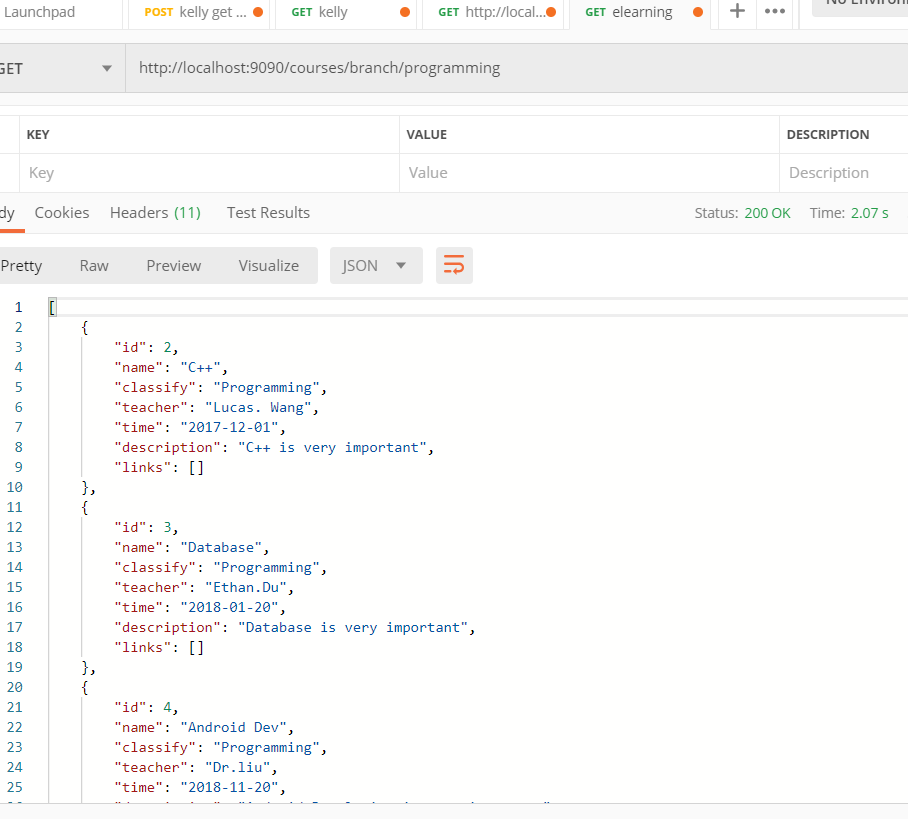 Launchpad POST kelly get ... GET kelly GET http://local... GET elearning + ••• No Environ
GET http://localhost:9090/courses/branch/programming
KEY VALUE DESCRIPTION
Key Value Description
dy Cookies Headers (11) Test Results Status: 200 OK Time: 2.07 s
Pretty Raw Preview Visualize JSON
1 [
2 {
3 "id": 2,
4 "name": "C++",
5 "classify": "Programming",
6 "teacher": "Lucas. Wang",
7 "time": "2017-12-01",
8 "description": "C++ is very important",
9 "links": []
10 },
11 {
12 "id": 3,
13 "name": "Database",
14 "classify": "Programming",
15 "teacher": "Ethan.Du",
16 "time": "2018-01-20",
17 "description": "Database is very important",
18 "links": []
19 },
20 {
21 "id": 4,
22 "name": "Android Dev",
23 "classify": "Programming",
24 "teacher": "Dr.liu",
25 "time": "2018-11-20",